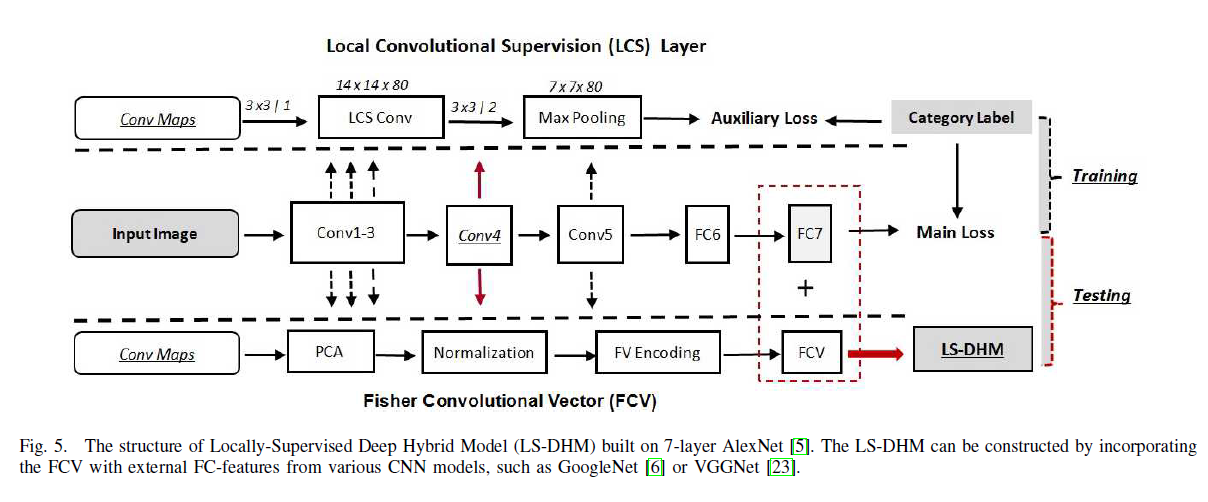 Local Convolutional Supervision (LCS) Layer
14 x 14 x 80
7 x 7x 80
Conv Maps
3 x3 | 1
LCS Conv
3 x3 | 2
Max Pooling
Auxiliary Loss
Category Label
Training
Input Image
Conv1-3
Conv4
Conv5
FC6
FC7
Main Loss
+
Testing
Conv Maps
PCA
Normalization
FV Encoding
FCV
LS-DHM
Fisher Convolutional Vector (FCV)
Fig. 5. The structure of Locally-Supervised Deep Hybrid Model (LS-DHM) built on 7-layer AlexNet [5]. The LS-DHM can be constructed by incorporating
the FCV with external FC-features from various CNN models, such as GoogleNet [6] or VGGNet [23].